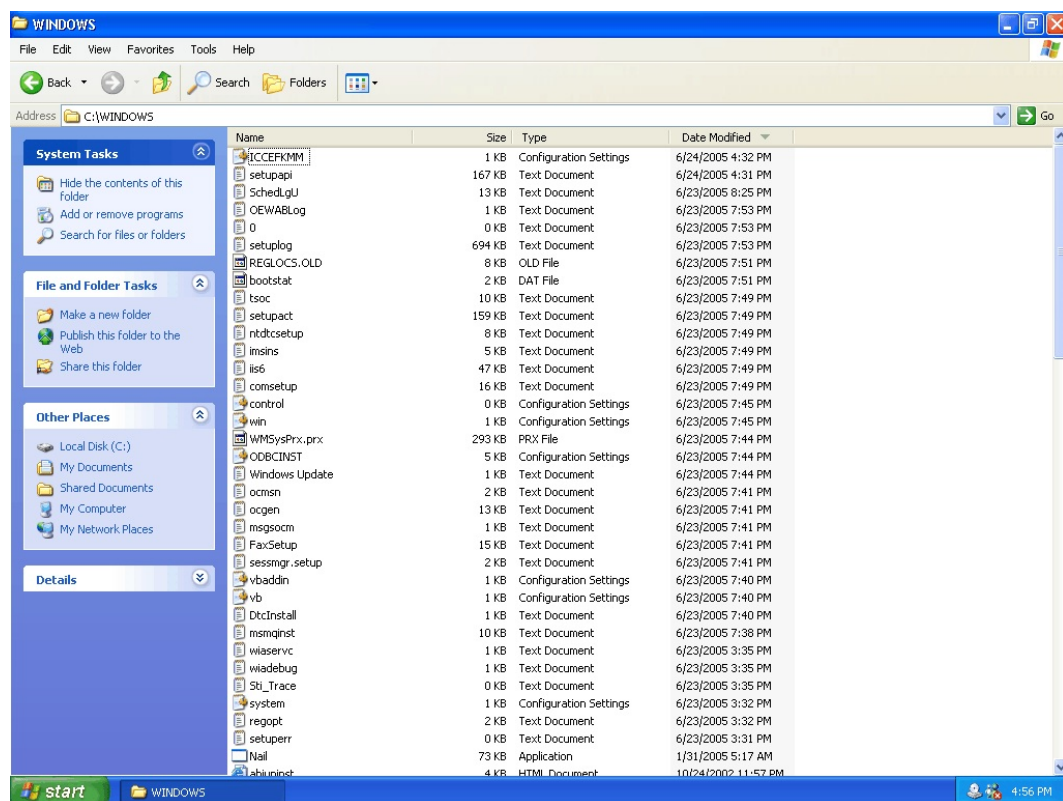 WINDOWS
File Edit View Favorites Tools Help
Back Search Folders
Address C:\WINDOWS Go
Name Size Type Date Modified
System Tasks
Hide the contents of this
folder
Add or remove programs
Search for files or folders
File and Folder Tasks
Make a new folder
Publish this folder to the
Web
Share this folder
Other Places
Local Disk (C:)
My Documents
Shared Documents
My Computer
My Network Places
Details
ICCEFKMM 1 KB Configuration Settings 6/24/2005 4:32 PM
setupapi 167 KB Text Document 6/24/2005 4:31 PM
SchedLgU 13 KB Text Document 6/23/2005 8:25 PM
OEWABLog 1 KB Text Document 6/23/2005 7:53 PM
0 0 KB Text Document 6/23/2005 7:53 PM
setuplog 694 KB Text Document 6/23/2005 7:53 PM
REGLOCS.OLD 8 KB OLD File 6/23/2005 7:51 PM
bootstat 2 KB DAT File 6/23/2005 7:51 PM
tsoc 10 KB Text Document 6/23/2005 7:49 PM
setupact 159 KB Text Document 6/23/2005 7:49 PM
ntdtcsetup 8 KB Text Document 6/23/2005 7:49 PM
imsins 5 KB Text Document 6/23/2005 7:49 PM
iis6 47 KB Text Document 6/23/2005 7:49 PM
comsetup 16 KB Text Document 6/23/2005 7:49 PM
control 0 KB Configuration Settings 6/23/2005 7:45 PM
win 1 KB Configuration Settings 6/23/2005 7:45 PM
WMSysPrx.prx 293 KB PRX File 6/23/2005 7:44 PM
ODBCINST 5 KB Configuration Settings 6/23/2005 7:44 PM
Windows Update 1 KB Text Document 6/23/2005 7:44 PM
ocmsn 2 KB Text Document 6/23/2005 7:41 PM
ocgen 13 KB Text Document 6/23/2005 7:41 PM
msgsocm 1 KB Text Document 6/23/2005 7:41 PM
FaxSetup 15 KB Text Document 6/23/2005 7:41 PM
sessmgr.setup 2 KB Text Document 6/23/2005 7:41 PM
vbaddin 1 KB Configuration Settings 6/23/2005 7:40 PM
vb 1 KB Configuration Settings 6/23/2005 7:40 PM
DtcInstall 1 KB Text Document 6/23/2005 7:40 PM
msmqinst 10 KB Text Document 6/23/2005 7:38 PM
wiaservc 1 KB Text Document 6/23/2005 3:35 PM
wiadebug 1 KB Text Document 6/23/2005 3:35 PM
Sti_Trace 0 KB Text Document 6/23/2005 3:35 PM
system 1 KB Configuration Settings 6/23/2005 3:32 PM
regopt 2 KB Text Document 6/23/2005 3:32 PM
setuperr 0 KB Text Document 6/23/2005 3:31 PM
Nail 73 KB Application 1/31/2005 5:17 AM
abiuninst 4 KB HTML Document 10/24/2002 11:57 PM
start WINDOWS 4:56 PM